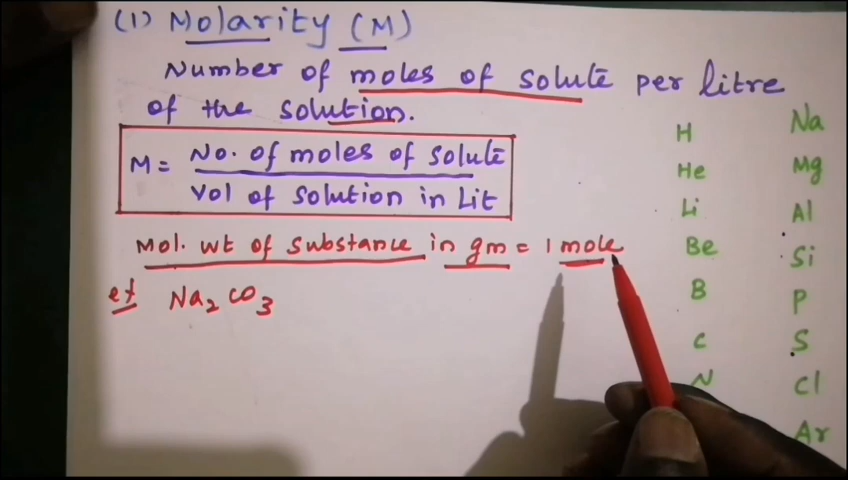 (1) Molarity (M)
Number of moles of solute per litre
of the solution.
M = No. of moles of solute
Vol of solution in Lit
Mol. wt of substance in gm = 1 mole
ex Na2CO3
H
He
Li
Be
B
C
N
Na
Mg
Al
Si
P
S
Cl
Ar